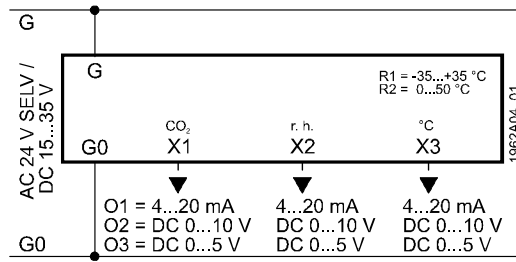 G
AC 24 V SELV /
DC 15...35 V
G
R1 = -35...+35 °C
R2 = 0...50 °C
CO₂ r. h. °C
G0 X1 X2 X3
1962A04_01
O1 = 4...20 mA 4...20 mA 4...20 mA
O2 = DC 0...10 V DC 0...10 V DC 0...10 V
O3 = DC 0...5 V DC 0...5 V DC 0...5 V
G0